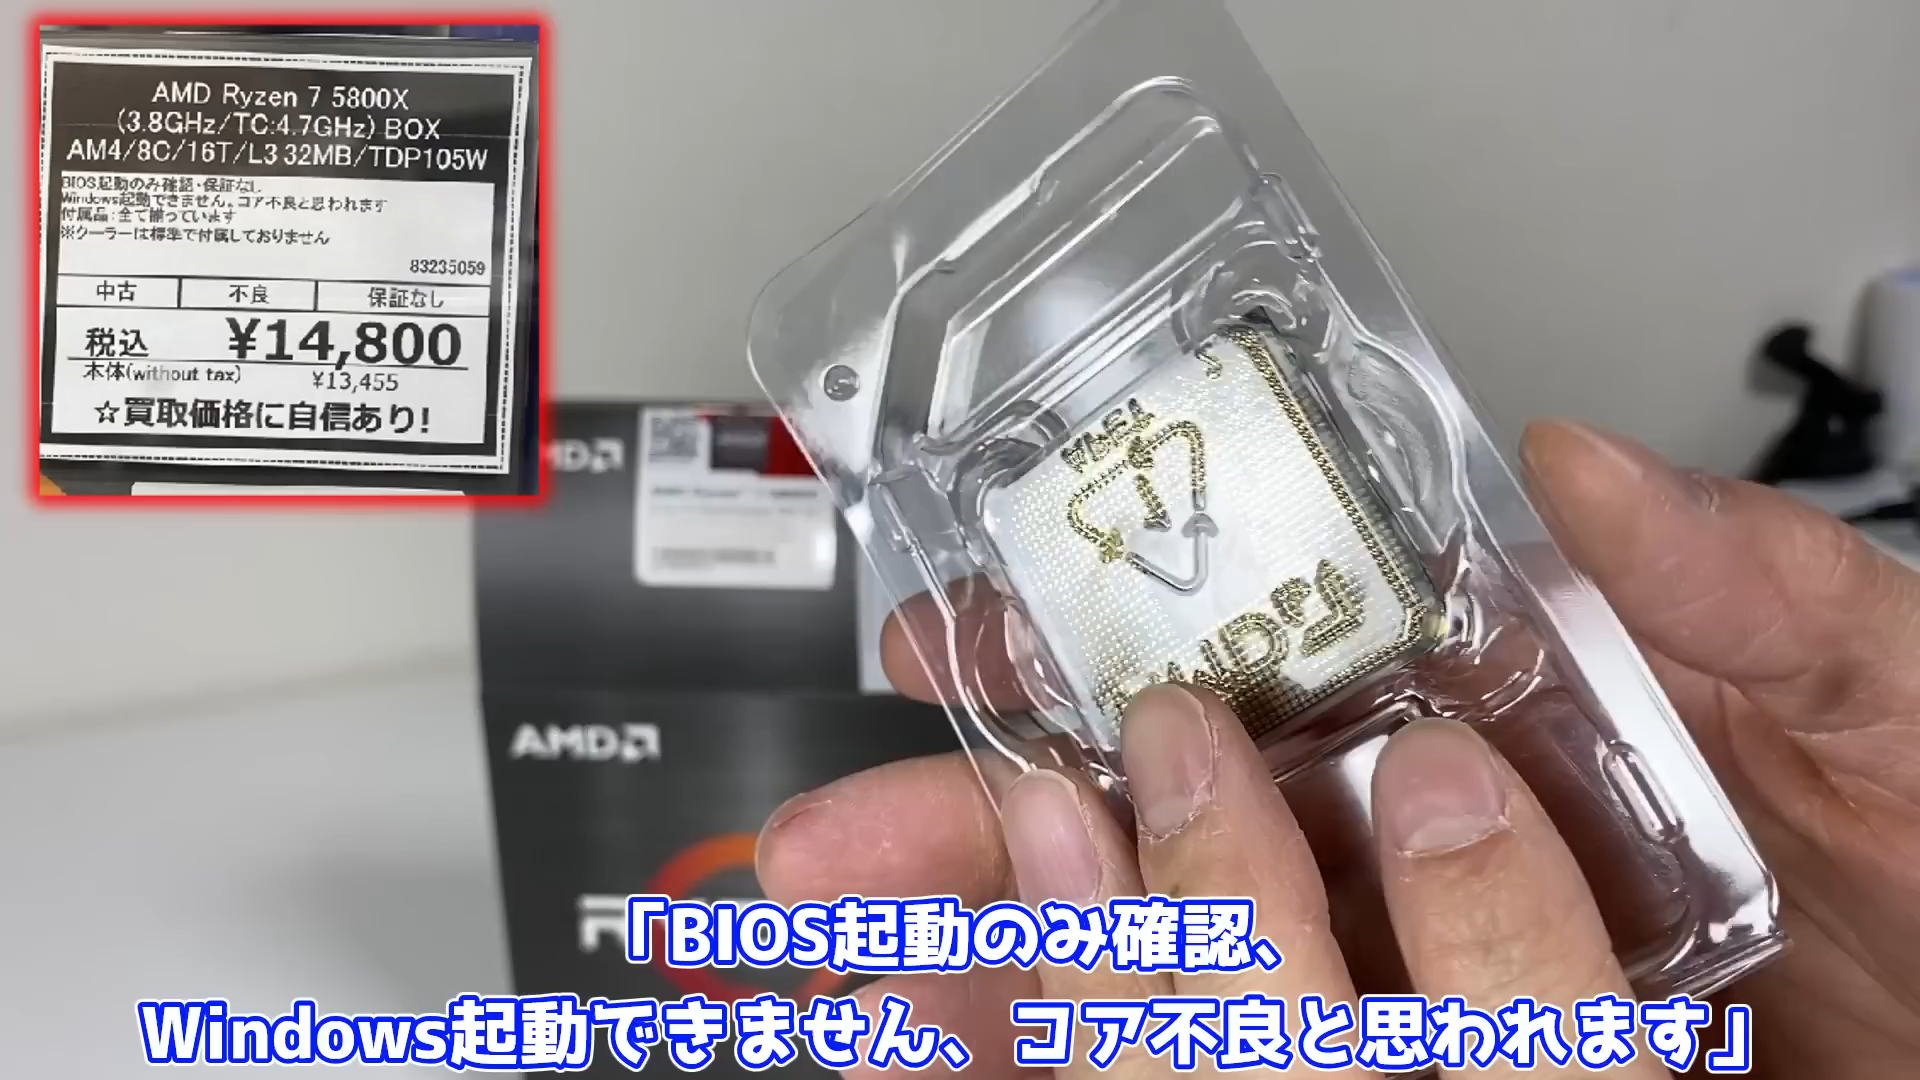 AMD Ryzen 7 5800X
(3.8GHz/TC:4.7GHz) BOX
AM4/8C/16T/L3 32MB/TDP105W
BIOS起動のみ確認・保証なし
Windows起動できません。コア不良と思われます
付属品：全て揃っています
※クーラーは標準で付属しておりません
83235059
中古 不良 保証なし
税込 ¥14,800
本体(without tax) ¥13,455
☆買取価格に自信あり!
AMD
AMD
「BIOS起動のみ確認、
Windows起動できません、コア不良と思われます」